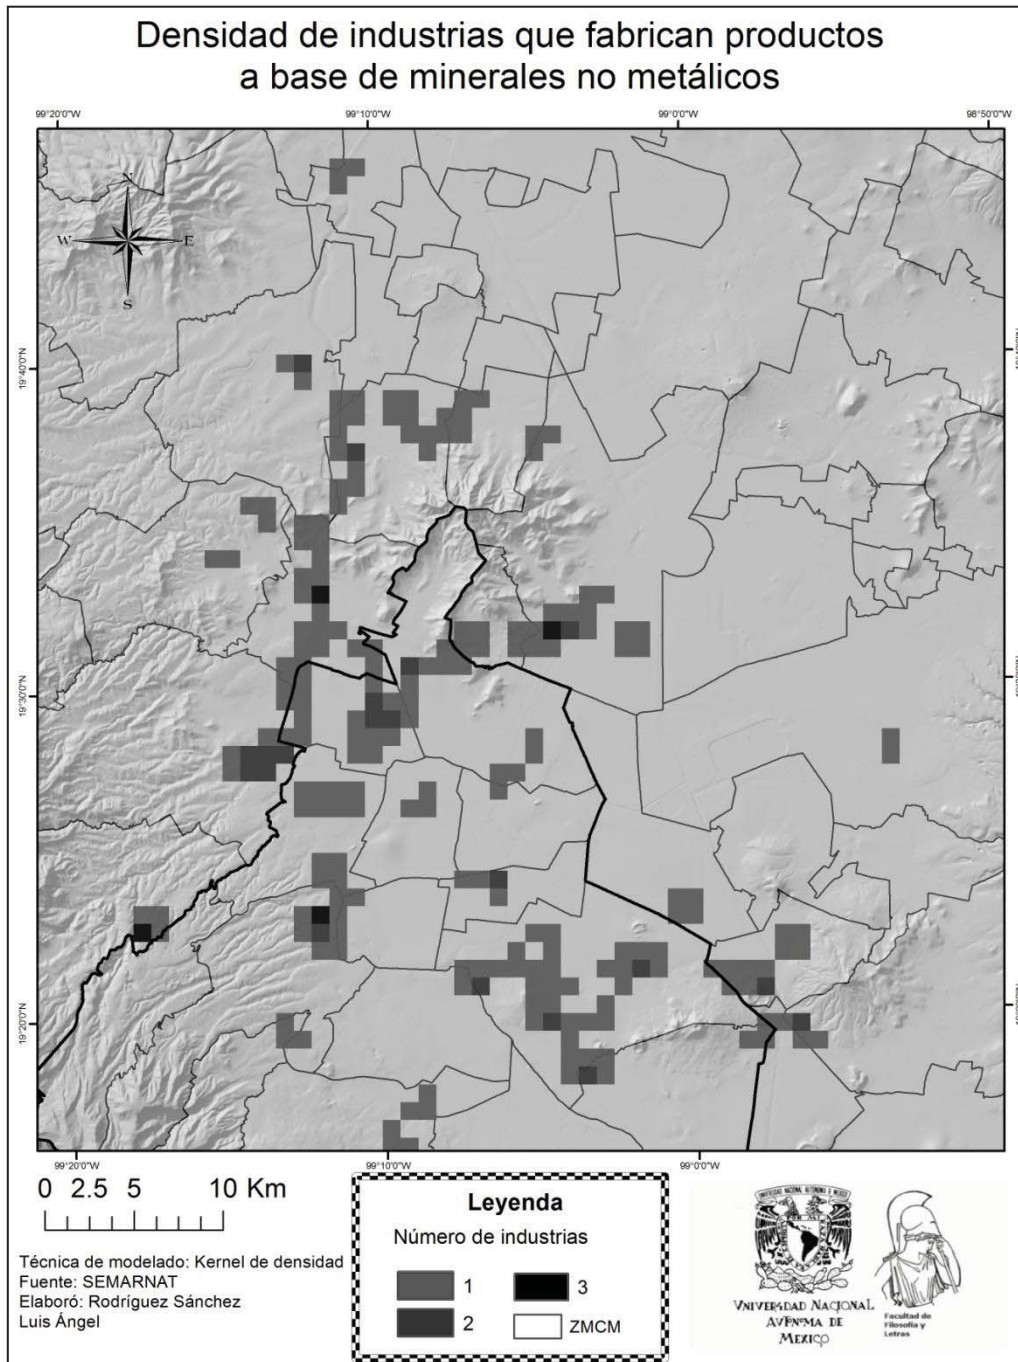 Densidad de industrias que fabrican productos
a base de minerales no metálicos
99°20'0"W
99°10'0"W
99°0'0"W
98°50'0"W
N
W
E
S
19°40'0"N
19°30'0"N
19°20'0"N
99°20'0"W
99°10'0"W
99°0'0"W
0 2.5 5 10 Km
Técnica de modelado: Kernel de densidad
Fuente: SEMARNAT
Elaboró: Rodríguez Sánchez
Luis Ángel
Leyenda
Número de industrias
1
3
2
ZMCM
VNIVERSIDAD NACIONAL
AVTONOMA DE
MEXICO
Facultad de
Filosofía y
Letras